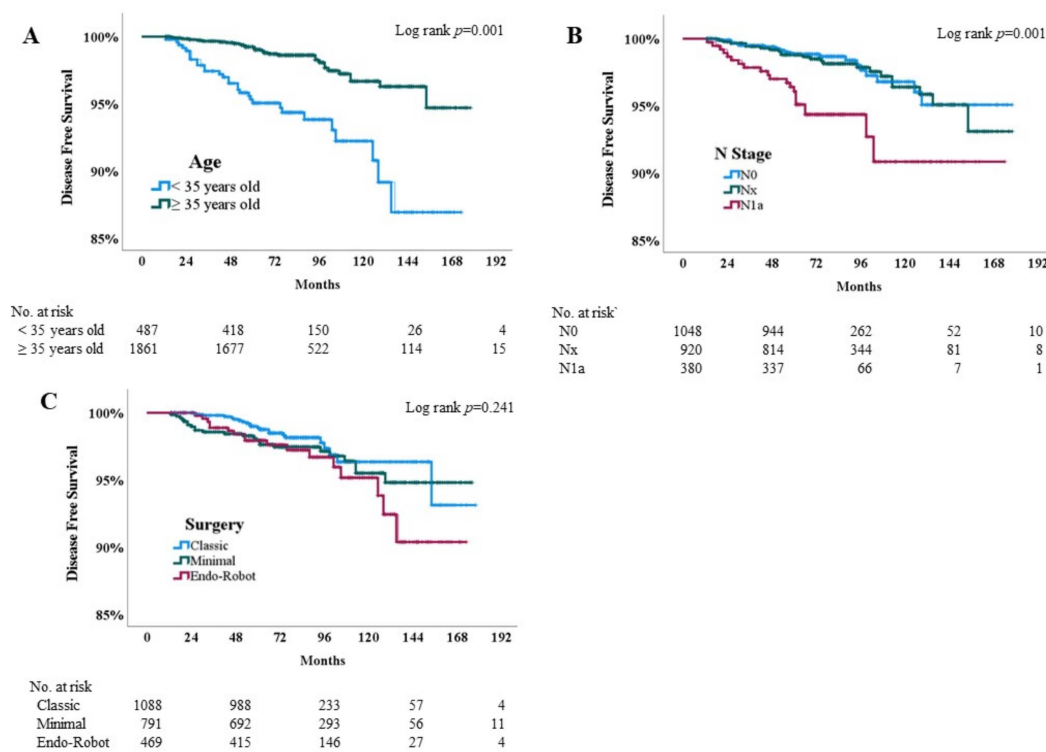 A
Log rank p=0.001
100%
95%
90%
85%
Disease Free Survival
Age
< 35 years old
≥ 35 years old
0 24 48 72 96 120 144 168 192
Months
No. at risk
< 35 years old 487 418 150 26 4
≥ 35 years old 1861 1677 522 114 15
B
Log rank p=0.001
100%
95%
90%
85%
Disease Free Survival
N Stage
N0
Nx
N1a
0 24 48 72 96 120 144 168 192
Months
No. at risk`
N0 1048 944 262 52 10
Nx 920 814 344 81 8
N1a 380 337 66 7 1
C
Log rank p=0.241
100%
95%
90%
85%
Disease Free Survival
Surgery
Classic
Minimal
Endo-Robot
0 24 48 72 96 120 144 168 192
Months
No. at risk
Classic 1088 988 233 57 4
Minimal 791 692 293 56 11
Endo-Robot 469 415 146 27 4